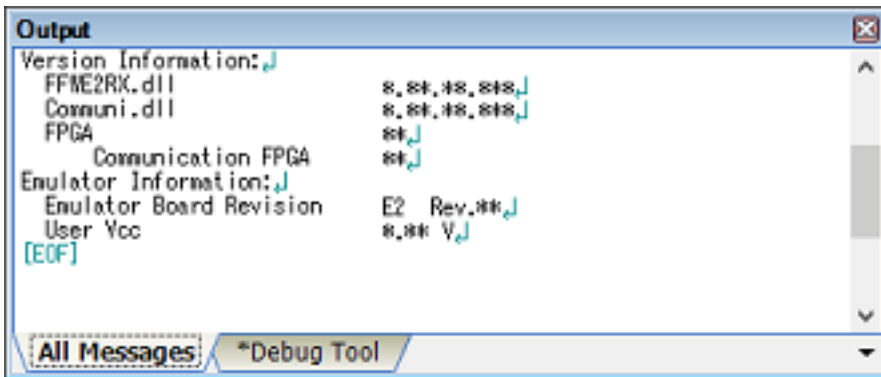 Output
Version Information:↲
FFWE2RX.dll *.**.**.***↲
Communi.dll *.**.**.***↲
FPGA **↲
Communication FPGA **↲
Emulator Information:↲
Emulator Board Revision E2 Rev.**↲
User Vcc *.** V↲
[EOF]
All Messages *Debug Tool